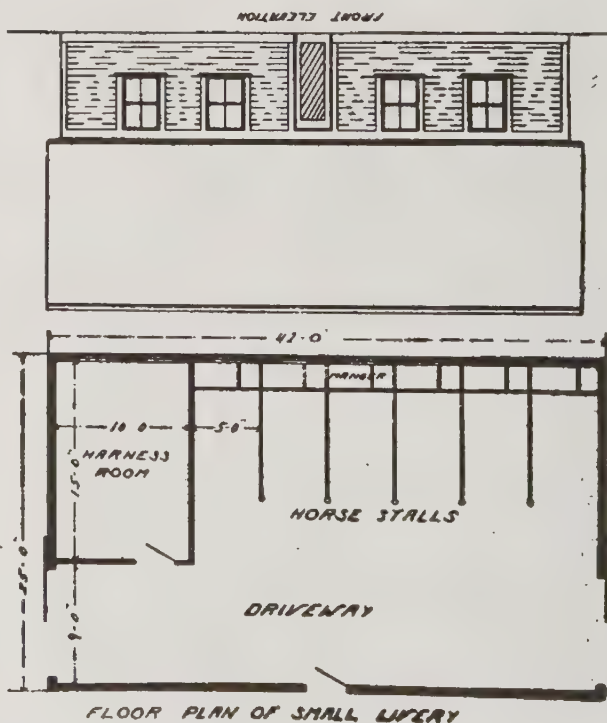 FRONT ELEVATION
42'-0"
10'-0"
5'-0"
MANGER
HARNESS
ROOM
15'-0"
HORSE STALLS
25'-0"
9'-0"
DRIVEWAY
FLOOR PLAN OF SMALL LIVERY